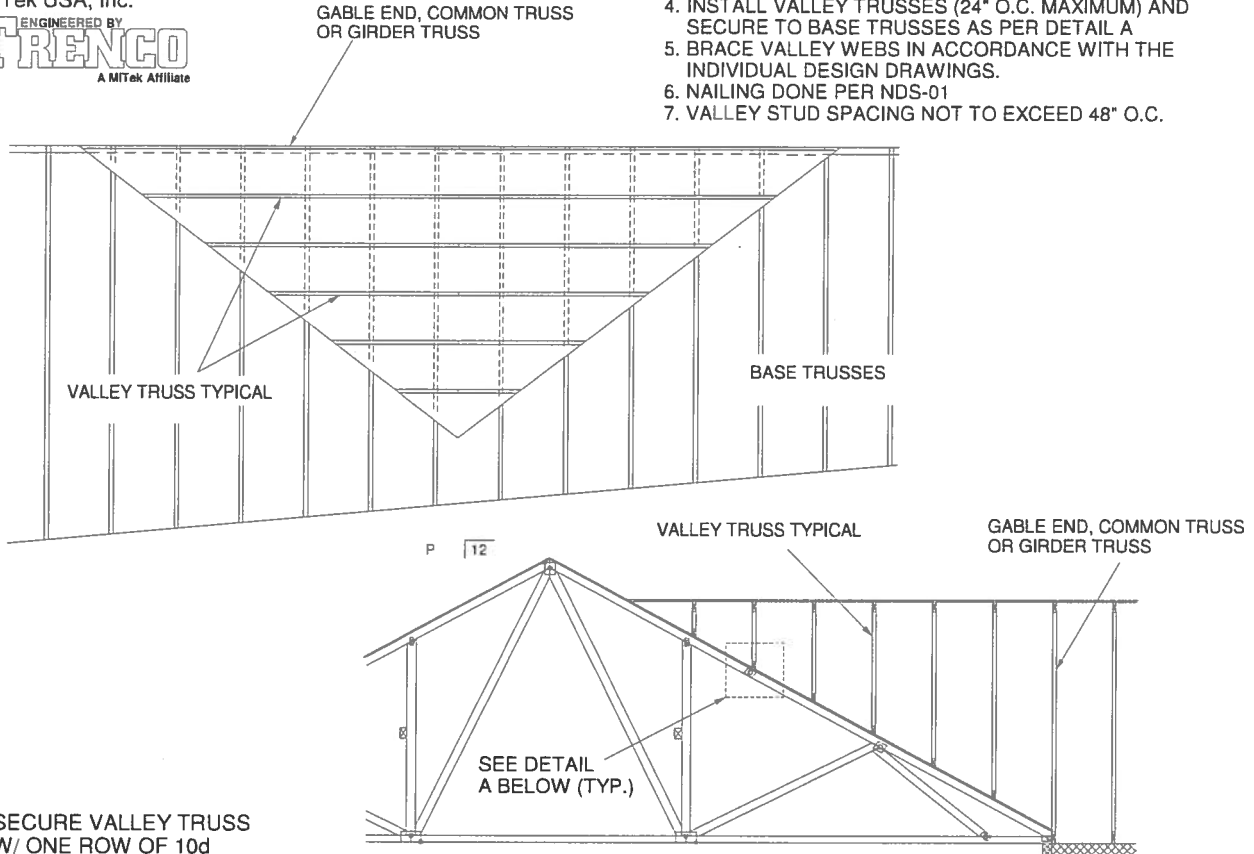 Tek USA, Inc.
ENGINEERED BY
TRENCO
A MiTek Affiliate
GABLE END, COMMON TRUSS
OR GIRDER TRUSS
4. INSTALL VALLEY TRUSSES (24" O.C. MAXIMUM) AND
SECURE TO BASE TRUSSES AS PER DETAIL A
5. BRACE VALLEY WEBS IN ACCORDANCE WITH THE
INDIVIDUAL DESIGN DRAWINGS.
6. NAILING DONE PER NDS-01
7. VALLEY STUD SPACING NOT TO EXCEED 48" O.C.
VALLEY TRUSS TYPICAL
BASE TRUSSES
P 12
VALLEY TRUSS TYPICAL
GABLE END, COMMON TRUSS
OR GIRDER TRUSS
SEE DETAIL
A BELOW (TYP.)
SECURE VALLEY TRUSS
W/ ONE ROW OF 10d